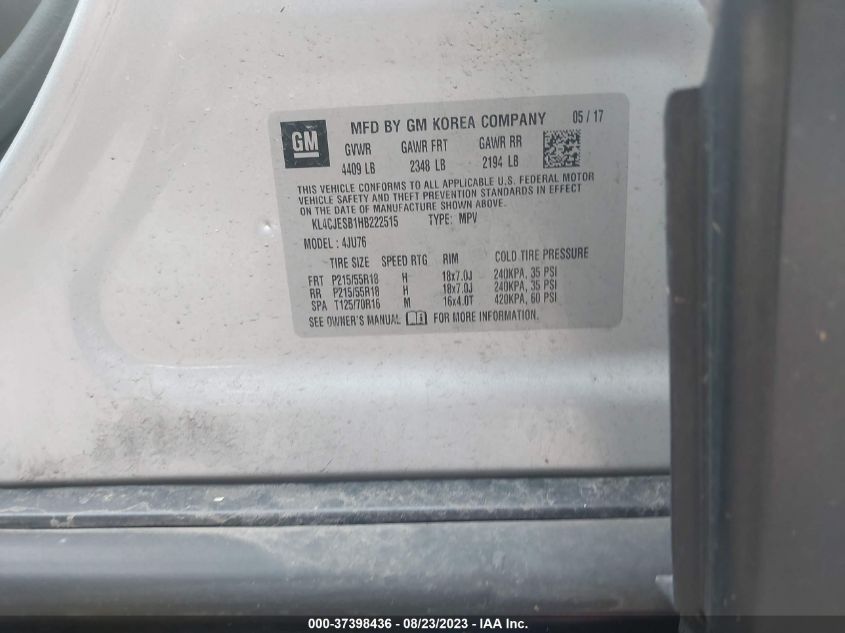 GM
MFD BY GM KOREA COMPANY 05 / 17
GVWR GAWR FRT GAWR RR
4409 LB 2348 LB 2194 LB
THIS VEHICLE CONFORMS TO ALL APPLICABLE U.S. FEDERAL MOTOR
VEHICLE SAFETY AND THEFT PREVENTION STANDARDS IN EFFECT
ON THE DATE OF MANUFACTURE SHOWN ABOVE.
KL4CJESB1HB222515 TYPE: MPV
MODEL: 4JU76
TIRE SIZE SPEED RTG RIM COLD TIRE PRESSURE
FRT P215/55R18 H 18x7.0J 240KPA, 35 PSI
RR P215/55R18 H 18x7.0J 240KPA, 35 PSI
SPA T125/70R16 M 16x4.0T 420KPA, 60 PSI
SEE OWNER'S MANUAL FOR MORE INFORMATION.
000-37398436 - 08/23/2023 - Copyright IAA, Inc.